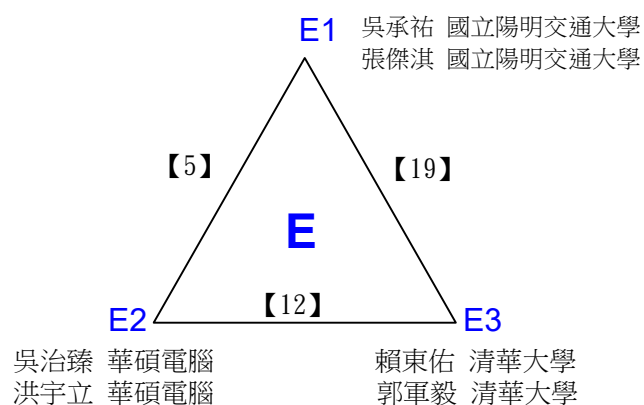 E1
吳承祐 國立陽明交通大學
張傑淇 國立陽明交通大學
【5】
【19】
E
【12】
E2
E3
吳治臻 華碩電腦
洪宇立 華碩電腦
賴東佑 清華大學
郭軍毅 清華大學